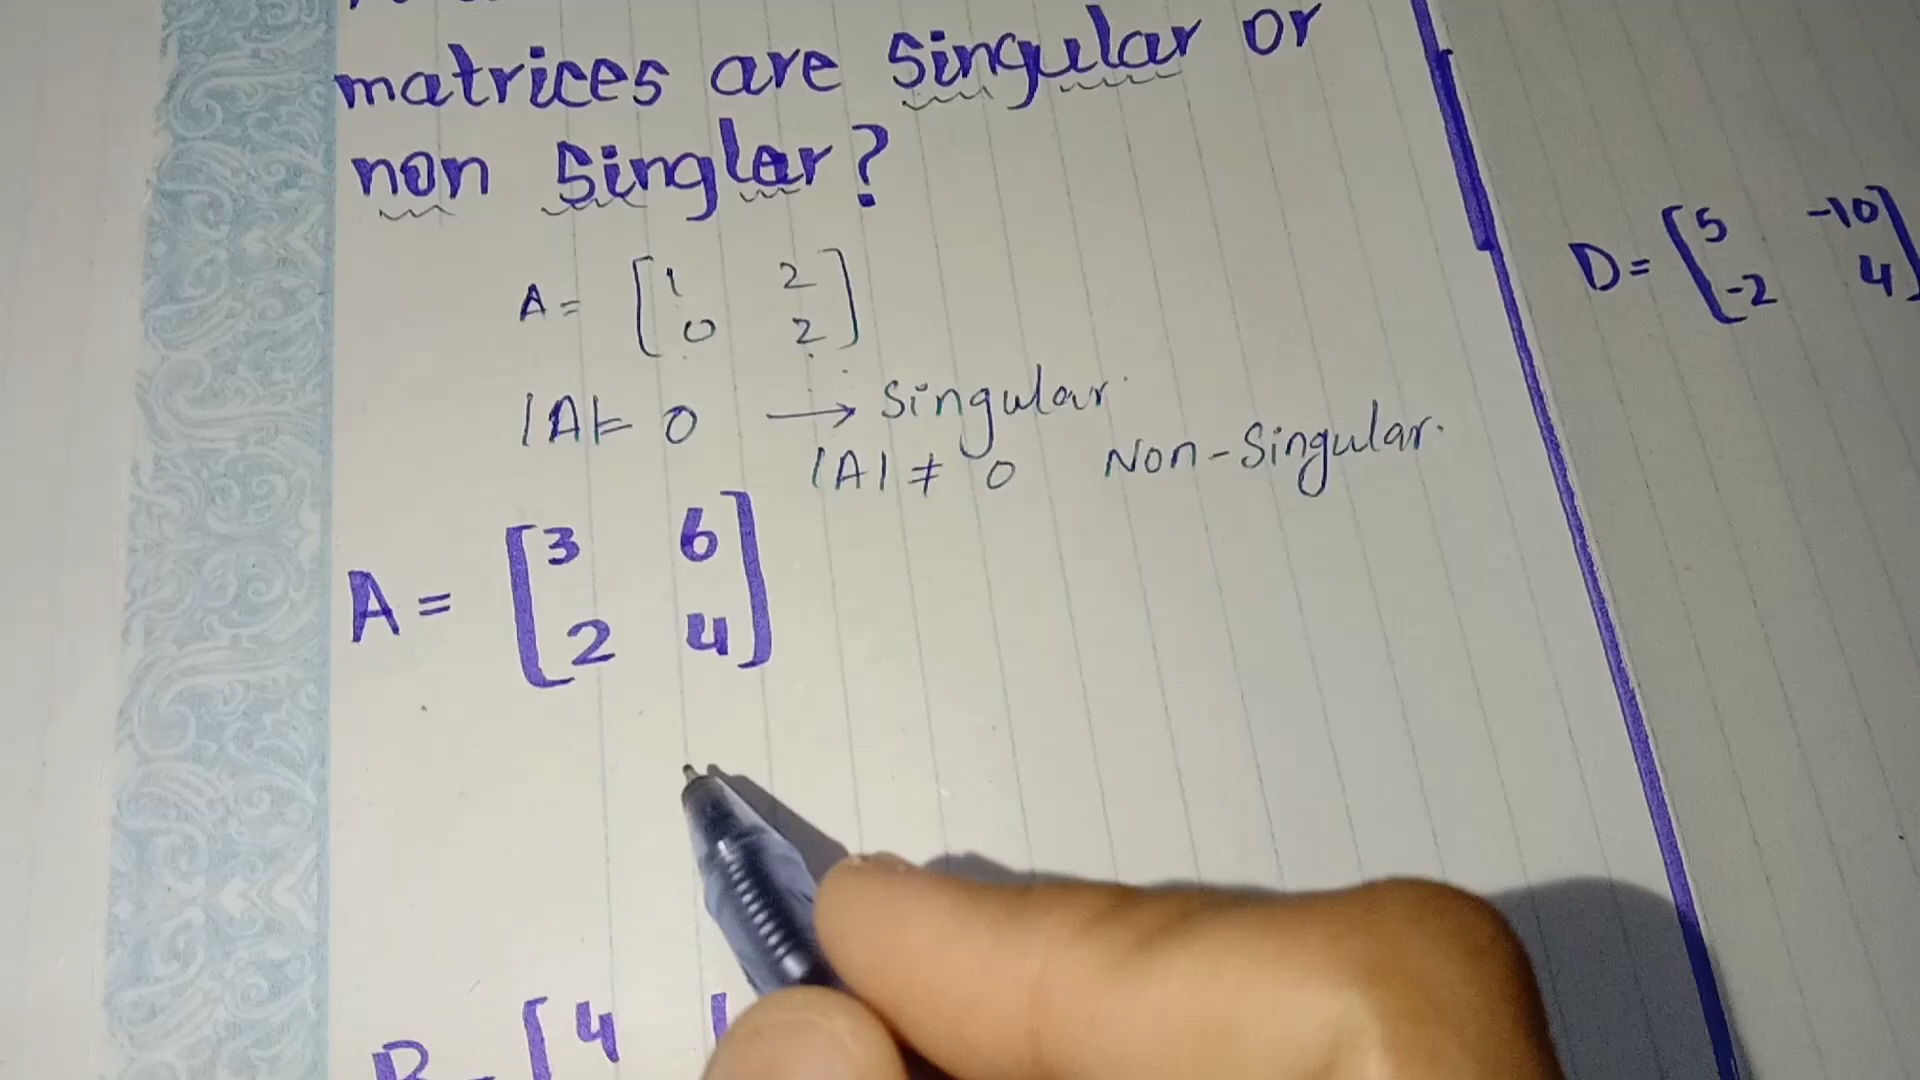 matrices are singular or
non Singlar?
A = [1 2
0 2]
|A| = 0 → Singular.
|A| ≠ 0 Non-Singular.
A = [3 6
2 4]
B = [4
D = [5 -10
-2 4]